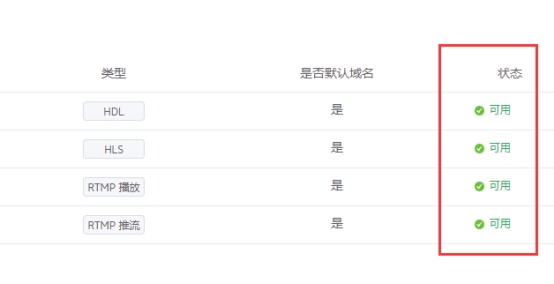 类型 是否默认域名 状态
HDL 是 可用
HLS 是 可用
RTMP 播放 是 可用
RTMP 推流 是 可用